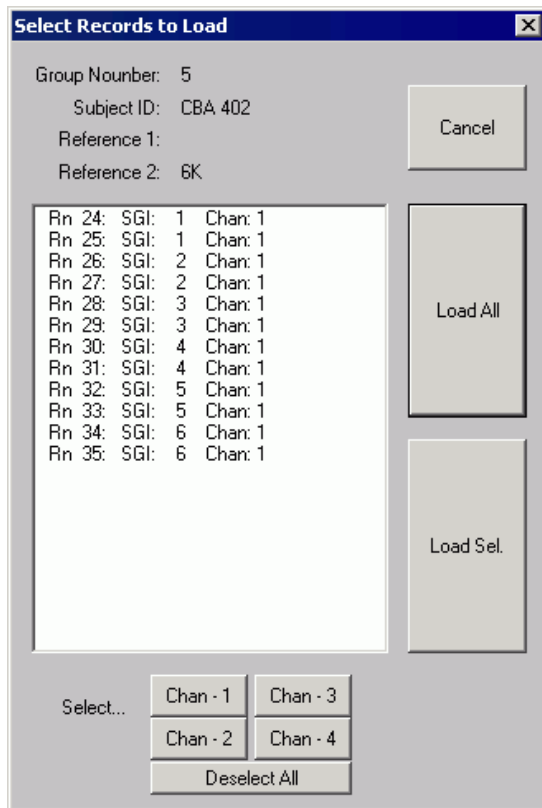 Select Records to Load
Group Nounber: 5
Subject ID: CBA 402
Reference 1:
Reference 2: 6K
Cancel
Rn 24: SGI: 1 Chan: 1
Rn 25: SGI: 1 Chan: 1
Rn 26: SGI: 2 Chan: 1
Rn 27: SGI: 2 Chan: 1
Rn 28: SGI: 3 Chan: 1
Rn 29: SGI: 3 Chan: 1
Rn 30: SGI: 4 Chan: 1
Rn 31: SGI: 4 Chan: 1
Rn 32: SGI: 5 Chan: 1
Rn 33: SGI: 5 Chan: 1
Rn 34: SGI: 6 Chan: 1
Rn 35: SGI: 6 Chan: 1
Load All
Load Sel.
Select...
Chan - 1 Chan - 3
Chan - 2 Chan - 4
Deselect All